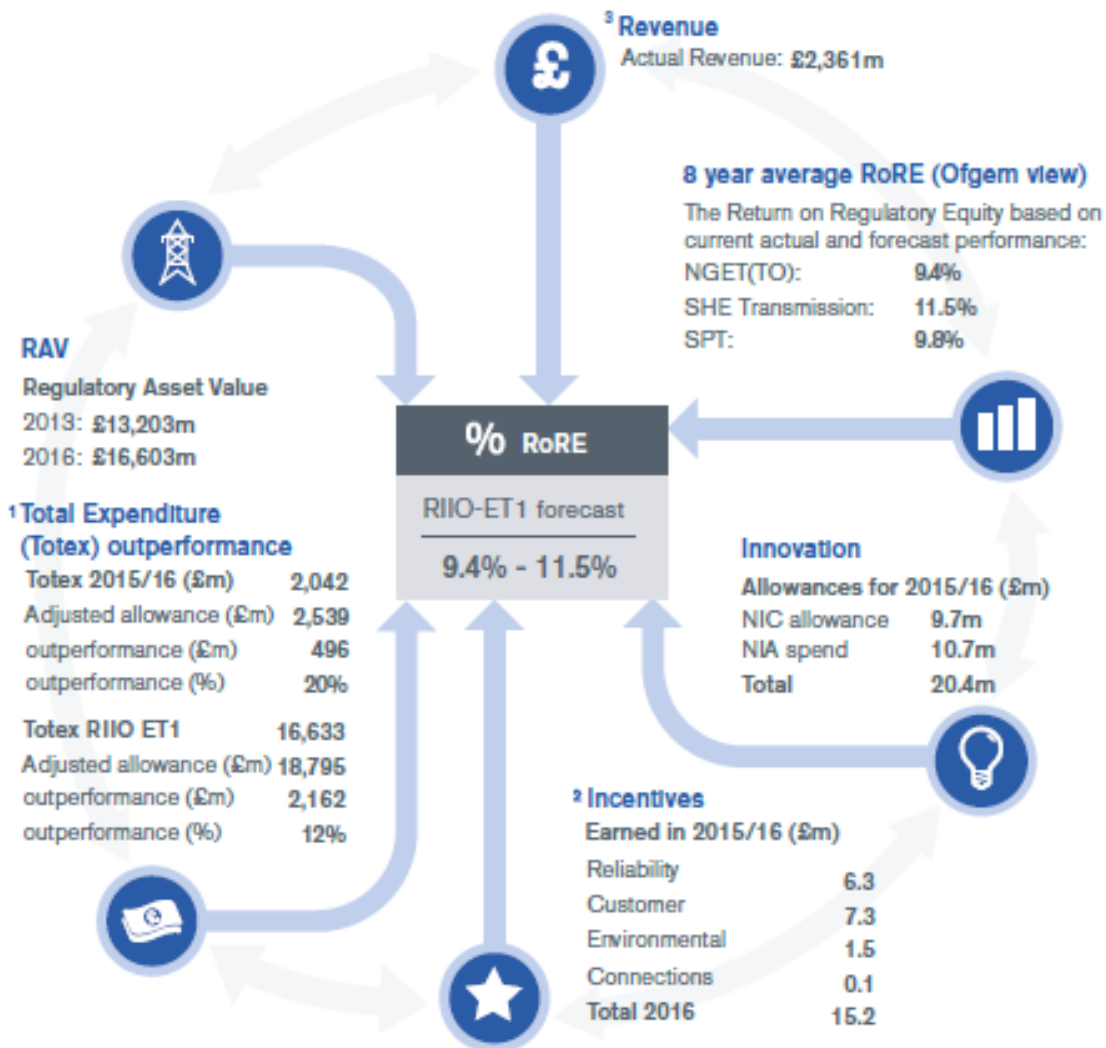 3 Revenue
Actual Revenue: £2,361m
8 year average RoRE (Ofgem view)
The Return on Regulatory Equity based on
current actual and forecast performance:
NGET(TO): 9.4%
SHE Transmission: 11.5%
SPT: 9.8%
RAV
Regulatory Asset Value
2013: £13,203m
2016: £16,603m
% RoRE
RIIO-ET1 forecast
9.4% - 11.5%
1 Total Expenditure
(Totex) outperformance
Totex 2015/16 (£m) 2,042
Adjusted allowance (£m) 2,539
outperformance (£m) 496
outperformance (%) 20%
Totex RIIO ET1 16,633
Adjusted allowance (£m) 18,795
outperformance (£m) 2,162
outperformance (%) 12%
Innovation
Allowances for 2015/16 (£m)
NIC allowance 9.7m
NIA spend 10.7m
Total 20.4m
2 Incentives
Earned in 2015/16 (£m)
Reliability 6.3
Customer 7.3
Environmental 1.5
Connections 0.1
Total 2016 15.2